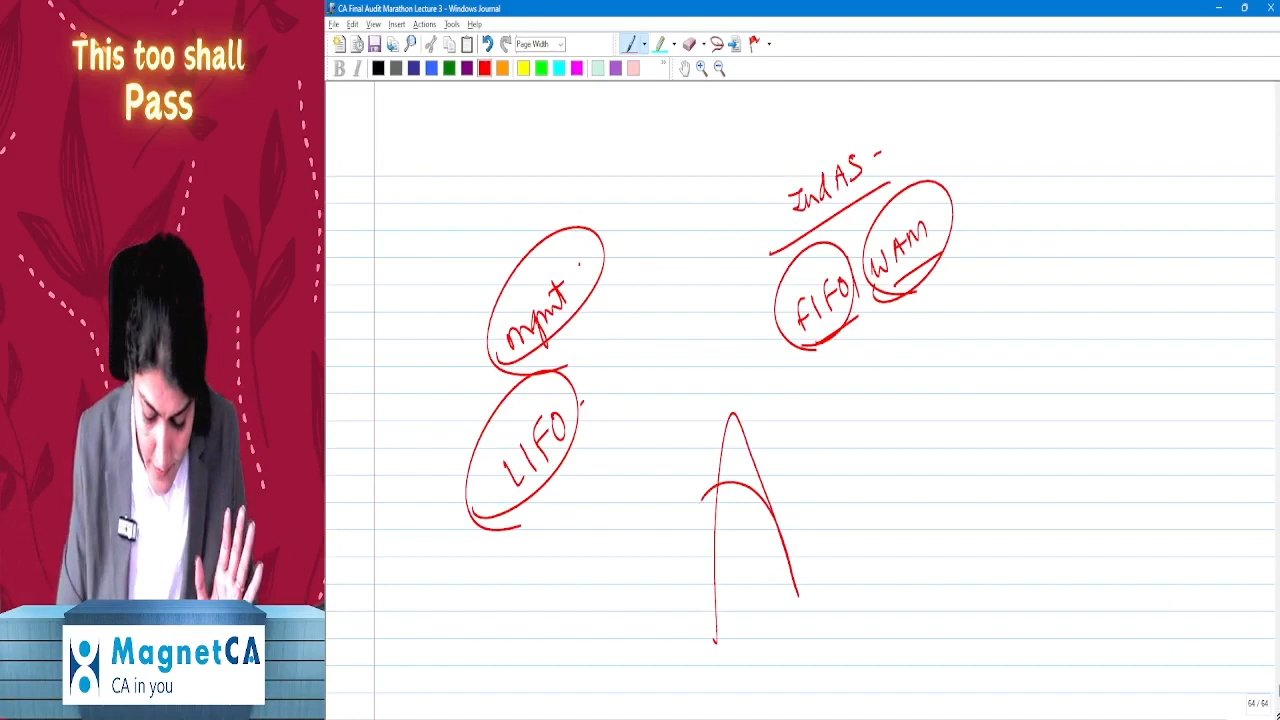 This too shall
Pass
MagnetCA
CA in you
CA Final Audit Marathon Lecture 3 - Windows Journal
File Edit View Insert Actions Tools Help
Page Width
B I
Ind AS -
FIFO WAM
mgmt.
LIFO.
A
64 / 64